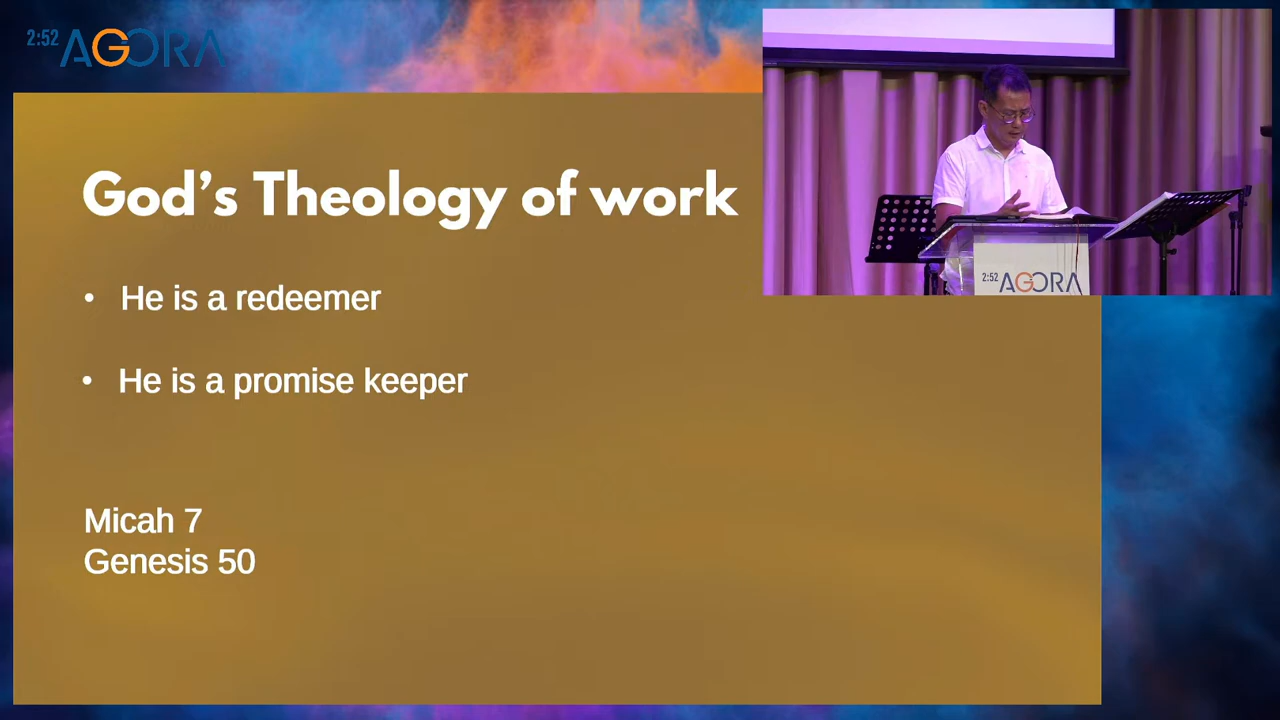 2:52 AGORA
God's Theology of work
• He is a redeemer
• He is a promise keeper
Micah 7
Genesis 50
2:52 AGORA